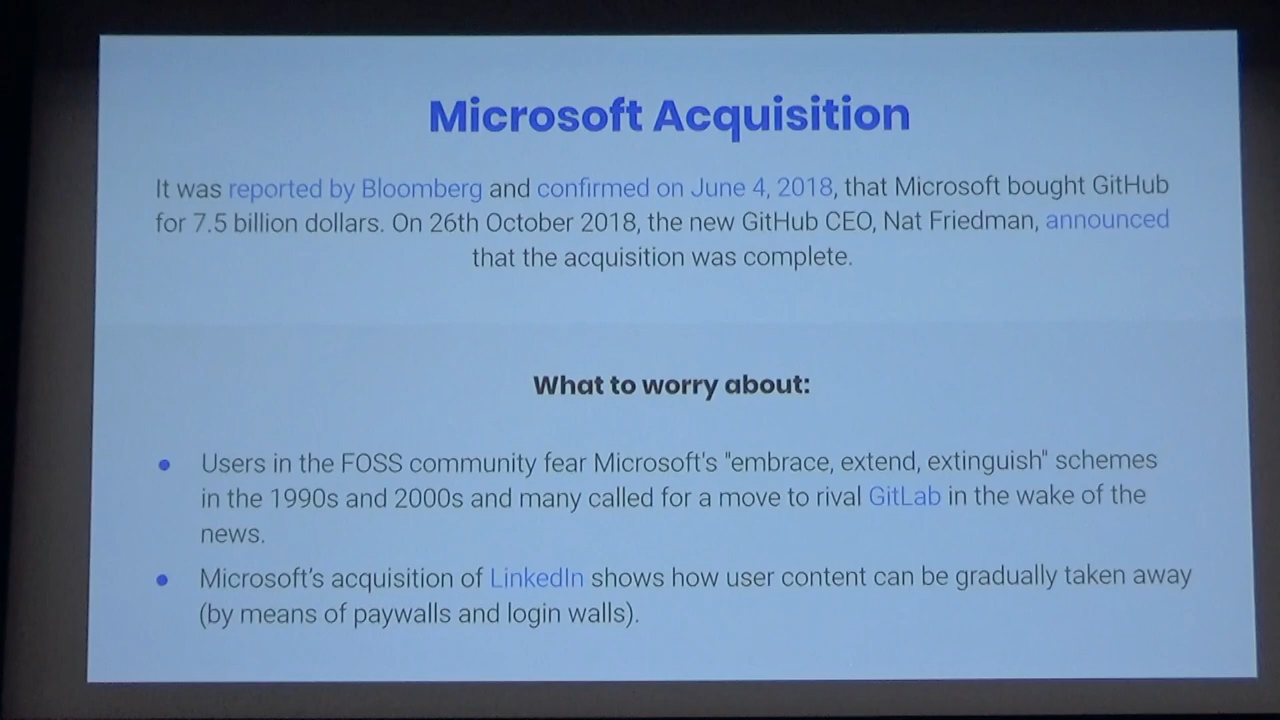 Microsoft Acquisition
It was reported by Bloomberg and confirmed on June 4, 2018, that Microsoft bought GitHub
for 7.5 billion dollars. On 26th October 2018, the new GitHub CEO, Nat Friedman, announced
that the acquisition was complete.
What to worry about:
● Users in the FOSS community fear Microsoft's "embrace, extend, extinguish" schemes
in the 1990s and 2000s and many called for a move to rival GitLab in the wake of the
news.
● Microsoft's acquisition of LinkedIn shows how user content can be gradually taken away
(by means of paywalls and login walls).